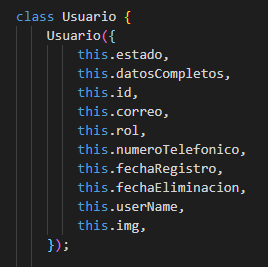 class Usuario {
Usuario({
this.estado,
this.datosCompletos,
this.id,
this.correo,
this.rol,
this.numeroTelefonico,
this.fechaRegistro,
this.fechaEliminacion,
this.userName,
this.img,
});